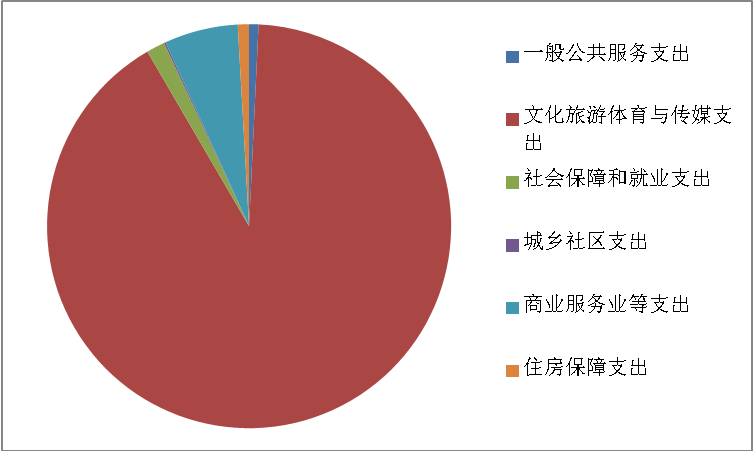 一般公共服务支出
文化旅游体育与传媒支
出
社会保障和就业支出
城乡社区支出
商业服务业等支出
住房保障支出